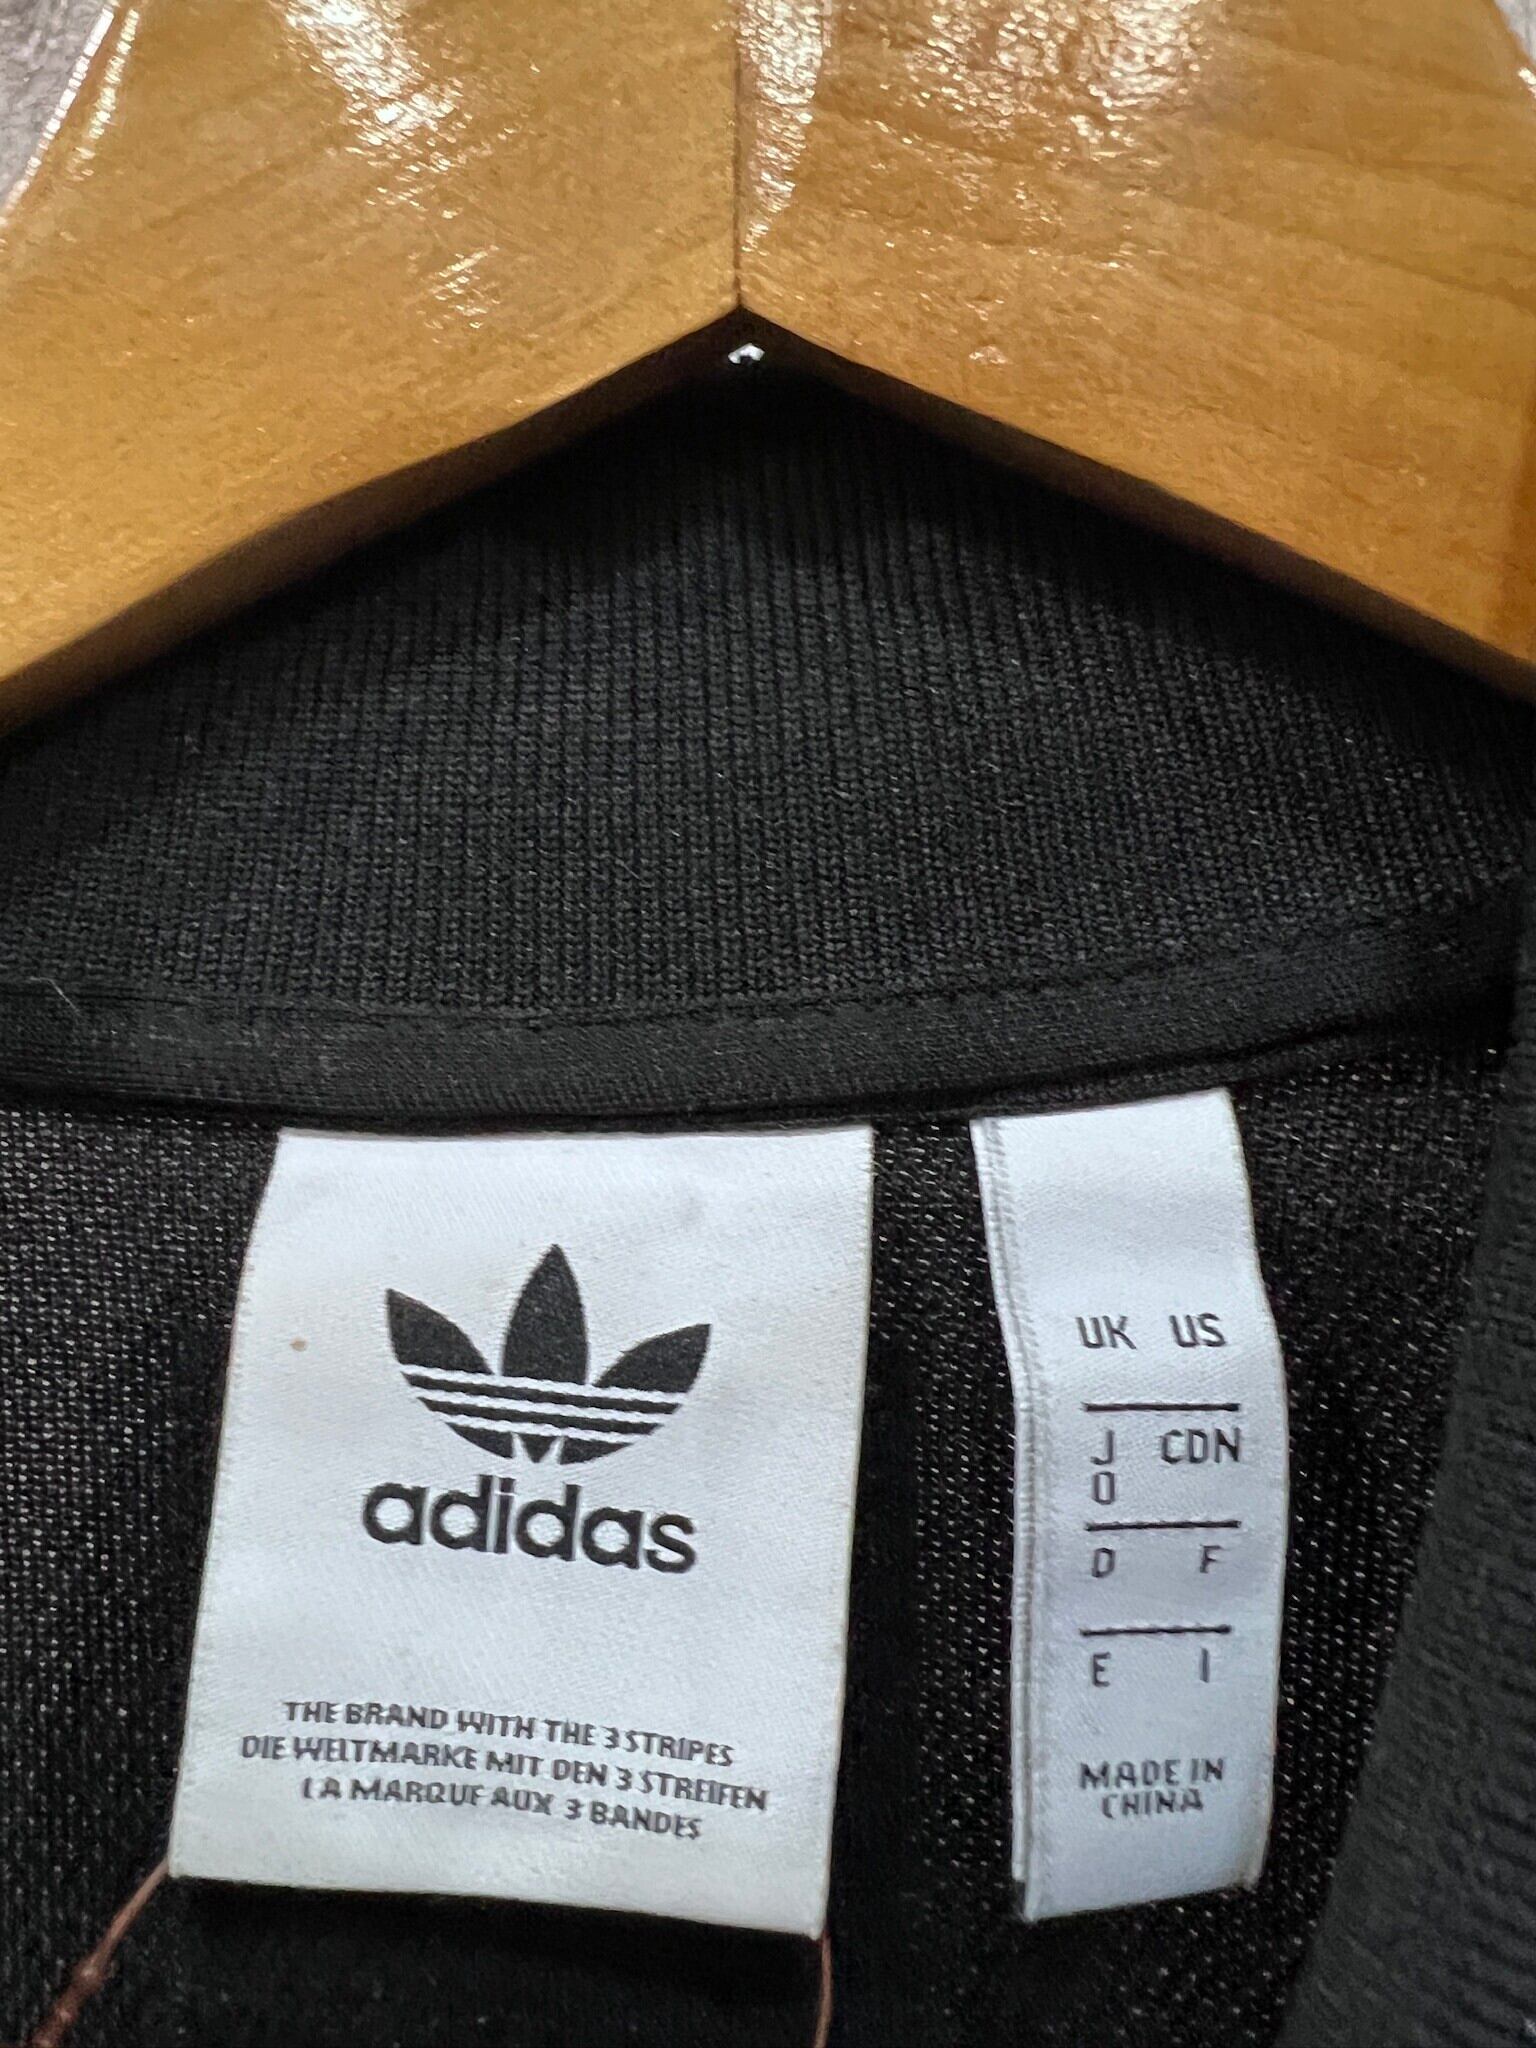 adidas
THE BRAND WITH THE 3 STRIPES
DIE WELTMARKE MIT DEN 3 STREIFEN
LA MARQUE AUX 3 BANDES
UK US
J CDN
O
D F
E I
MADE IN
CHINA